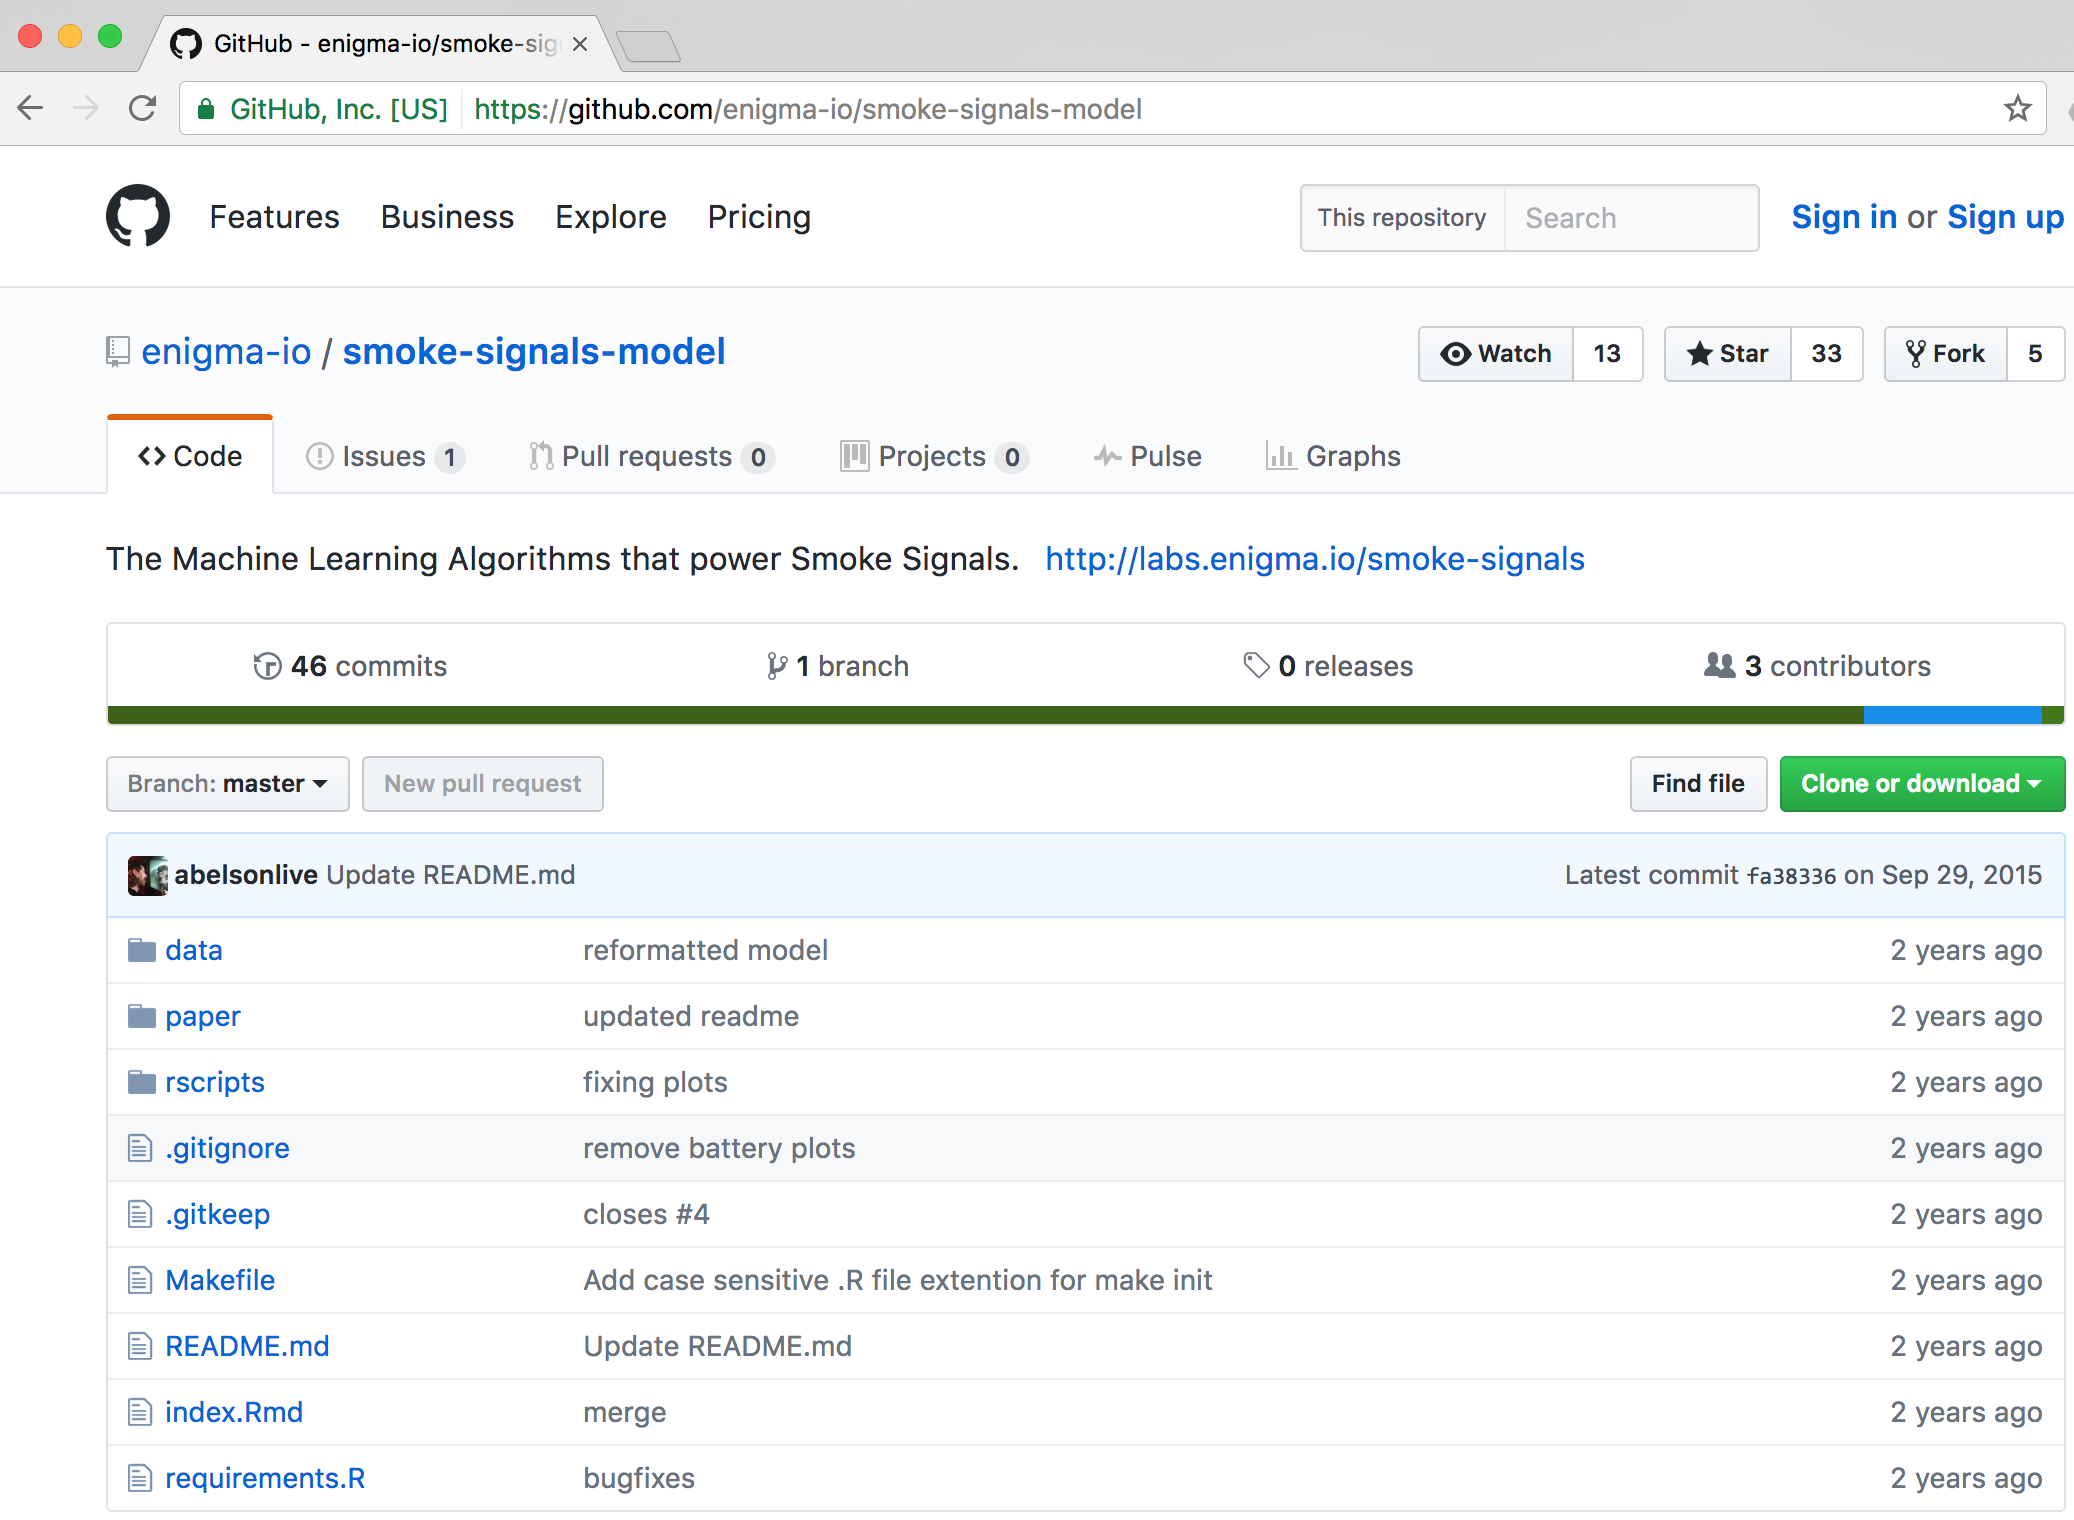 GitHub - enigma-io/smoke-sig
GitHub, Inc. [US] https://github.com/enigma-io/smoke-signals-model
Features Business Explore Pricing This repository Search Sign in or Sign up
enigma-io / smoke-signals-model Watch 13 Star 33 Fork 5
Code Issues 1 Pull requests 0 Projects 0 Pulse Graphs
The Machine Learning Algorithms that power Smoke Signals. http://labs.enigma.io/smoke-signals
46 commits 1 branch 0 releases 3 contributors
Branch: master New pull request Find file Clone or download
abelsonlive Update README.md Latest commit fa38336 on Sep 29, 2015
data reformatted model 2 years ago
paper updated readme 2 years ago
rscripts fixing plots 2 years ago
.gitignore remove battery plots 2 years ago
.gitkeep closes #4 2 years ago
Makefile Add case sensitive .R file extention for make init 2 years ago
README.md Update README.md 2 years ago
index.Rmd merge 2 years ago
requirements.R bugfixes 2 years ago